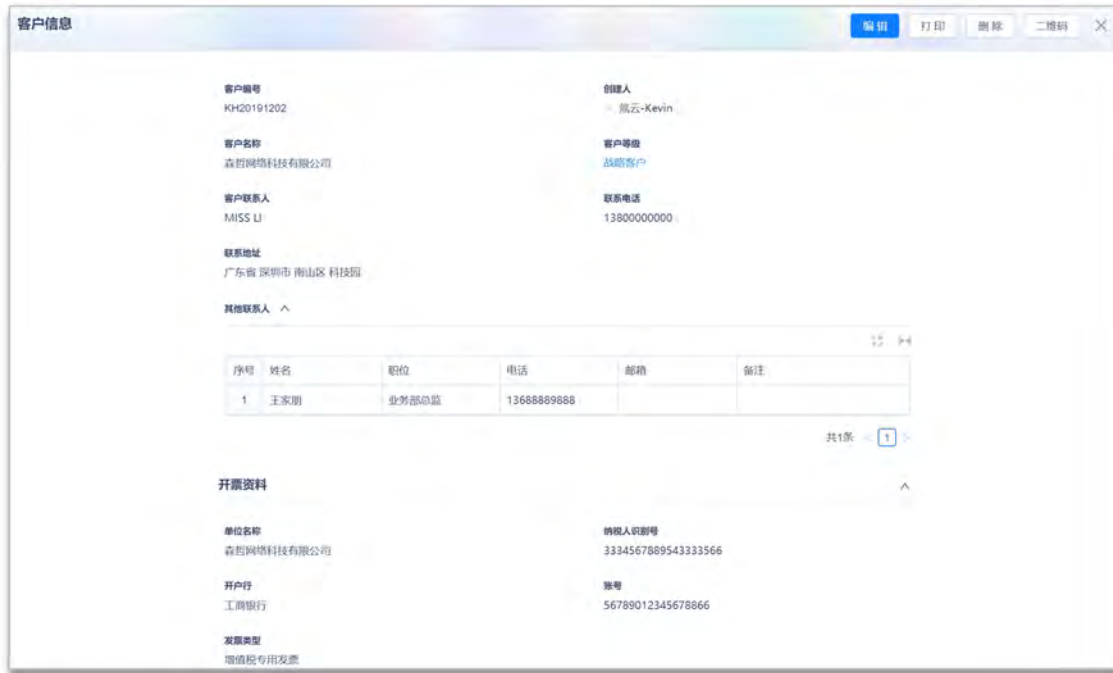 客户信息
编辑 打印 删除 二维码
客户编号 创建人
KH20191202 氚云-Kevin
客户名称 客户等级
森哲网络科技有限公司 战略客户
客户联系人 联系电话
MISS LI 13800000000
联系地址
广东省 深圳市 南山区 科技园
其他联系人
序号 姓名 职位 电话 邮箱 备注
1 王家朋 业务部总监 13688889888
共1条 < 1 >
开票资料
单位名称 纳税人识别号
森哲网络科技有限公司 3334567889543333566
开户行 账号
工商银行 56789012345678866
发票类型
增值税专用发票